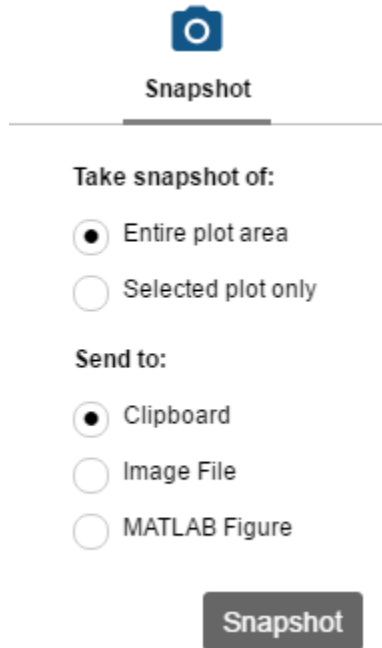 Snapshot
Take snapshot of:
Entire plot area
Selected plot only
Send to:
Clipboard
Image File
MATLAB Figure
Snapshot